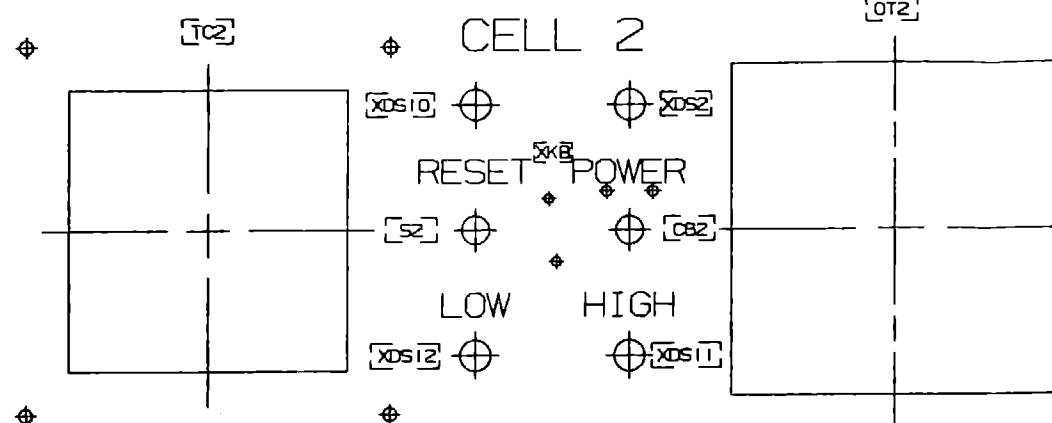 OT2
TC2
CELL 2
XDS10
XDS2
XKB
RESET
POWER
S2
CB2
LOW
HIGH
XDS12
XDS11